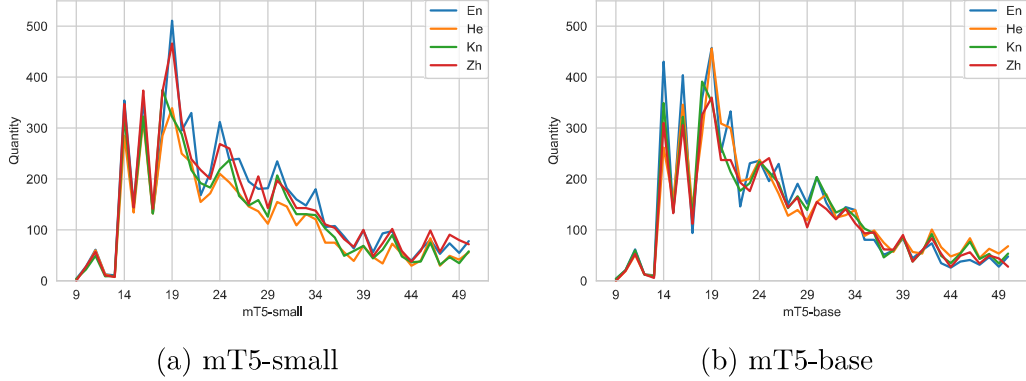 500
400
300
200
100
0
Quantity
9 14 19 24 29 34 39 44 49
mT5-small
En
He
Kn
Zh
(a) mT5-small
500
400
300
200
100
0
Quantity
9 14 19 24 29 34 39 44 49
mT5-base
En
He
Kn
Zh
(b) mT5-base